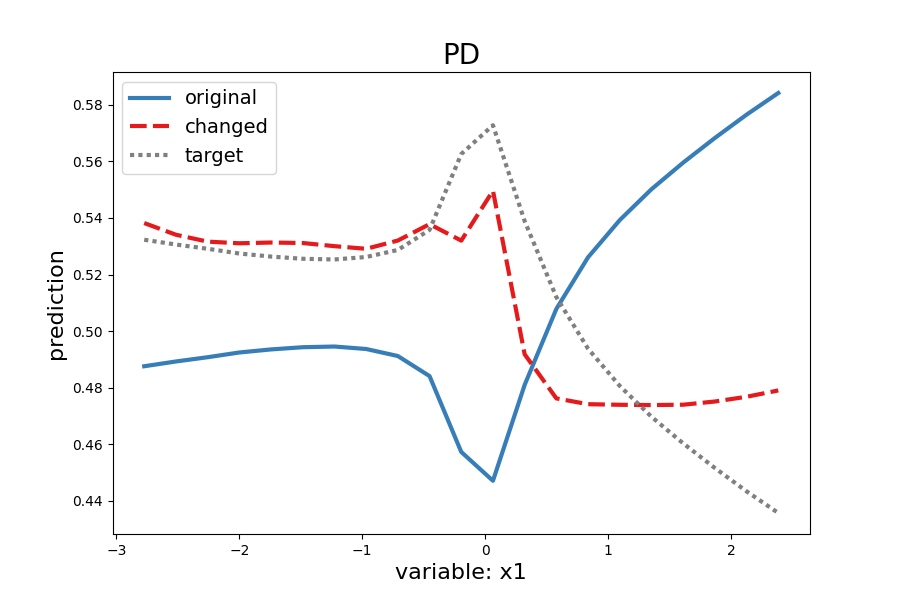 PD
original
changed
target
prediction
0.58
0.56
0.54
0.52
0.50
0.48
0.46
0.44
−3
−2
−1
0
1
2
variable: x1